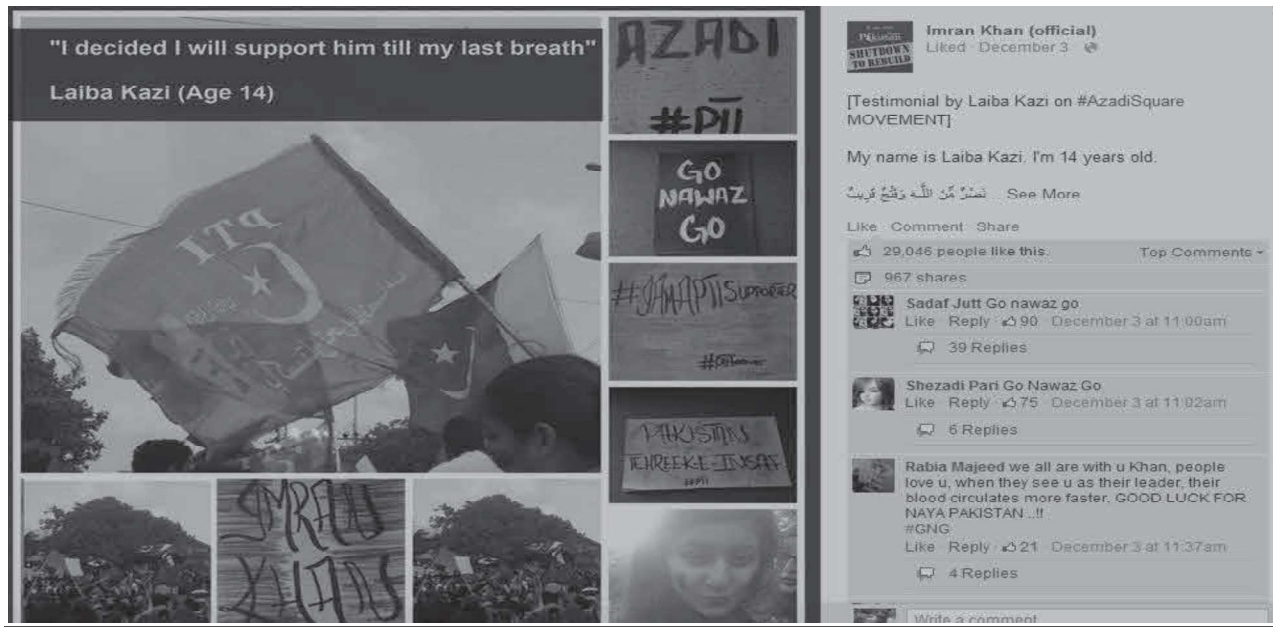 "I decided I will support him till my last breath"
Laiba Kazi (Age 14)
AZADI
#PTI
GO
NAWAZ
GO
#IAMAPTISUPPORTER
PAKISTAN
TEHREEK-E-INSAF
#PTI
PTI
IMRAN
KHAN
SHUTDOWN
TO REBUILD
Imran Khan (official)
Liked · December 3 ·
[Testimonial by Laiba Kazi on #AzadiSquare
MOVEMENT]
My name is Laiba Kazi. I'm 14 years old.
نَصْرٌ مِّنَ اللَّهِ وَفَتْحٌ قَرِيبٌ ... See More
Like · Comment · Share
29,046 people like this.
Top Comments
967 shares
Sadaf Jutt Go nawaz go
Like · Reply · 90 · December 3 at 11:00am
39 Replies
Shezadi Pari Go Nawaz Go
Like · Reply · 75 · December 3 at 11:02am
6 Replies
Rabia Majeed we all are with u Khan, people
love u, when they see u as their leader, their
blood circulates more faster, GOOD LUCK FOR
NAYA PAKISTAN ..!!
#GNG
Like · Reply · 21 · December 3 at 11:37am
4 Replies
Write a comment